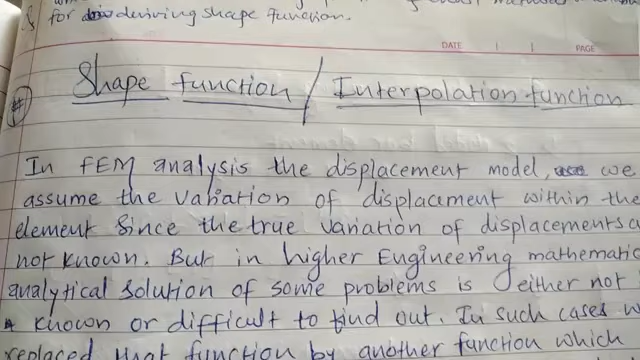 for deriving shape function.
DATE
PAGE
Shape function / Interpolation function
In FEM analysis the displacement model, we
assume the variation of displacement within the
element since the true variation of displacements
not known. But in higher Engineering mathematic
analytical solution of some problems is either not
known or difficult to find out. In such cases
replaced that function by another function which